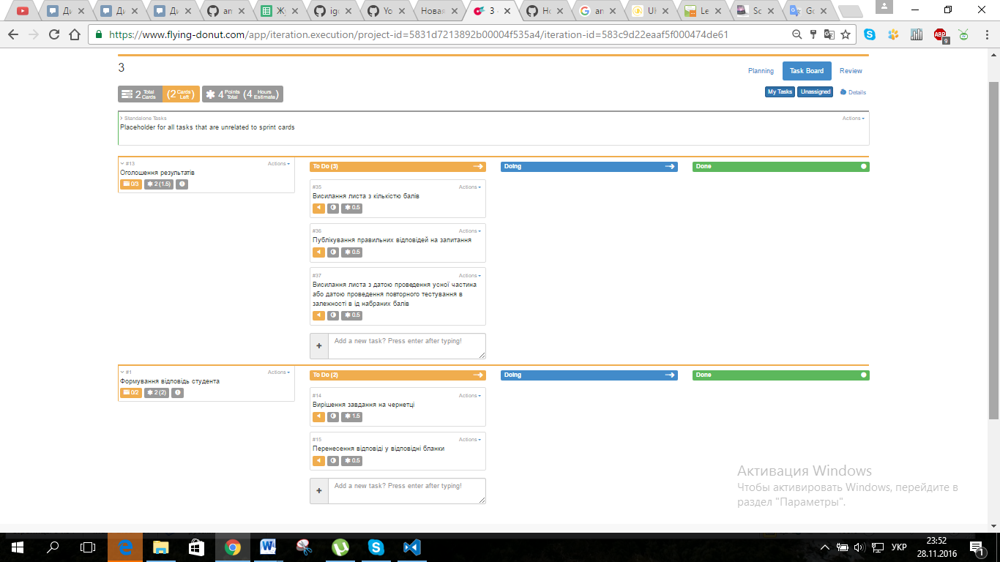 Ди
Ди
Ди
an
Жу
igo
Yo
Новая
3 -
Но
an
Uk
Le
Sc
Go
https://www.flying-donut.com/app/iteration.execution/project-id=5831d7213892b00004f535a4/iteration-id=583c9d22eaaf5f000474de61
ABP
9
3
Planning
Task Board
Review
2 Total Cards
(2 Cards Left)
4 Points Total
(4 Hours Estimate)
My Tasks
Unassigned
Details
Standalone Tasks
Actions
Placeholder for all tasks that are unrelated to sprint cards
#13
Actions
Оголошення результатів
0/3
2 (1.5)
To Do (3)
Doing
Done
#35
Actions
Висилання листа з кількістю балів
0.5
#36
Actions
Публікування правильних відповідей на запитання
0.5
#37
Actions
Висилання листа з датою проведення усної частина
або датою проведення повторного тестування в
залежності в ід набраних балів
0.5
Add a new task? Press enter after typing!
#1
Actions
Формування відповідь студента
0/2
2 (2)
To Do (2)
Doing
Done
#14
Actions
Вирішення завдання на чернетці
1.5
#15
Actions
Перенесення відповіді у відповідні бланки
0.5
Add a new task? Press enter after typing!
Активация Windows
Чтобы активировать Windows, перейдите в
раздел "Параметры".
УКР
23:52
28.11.2016
1